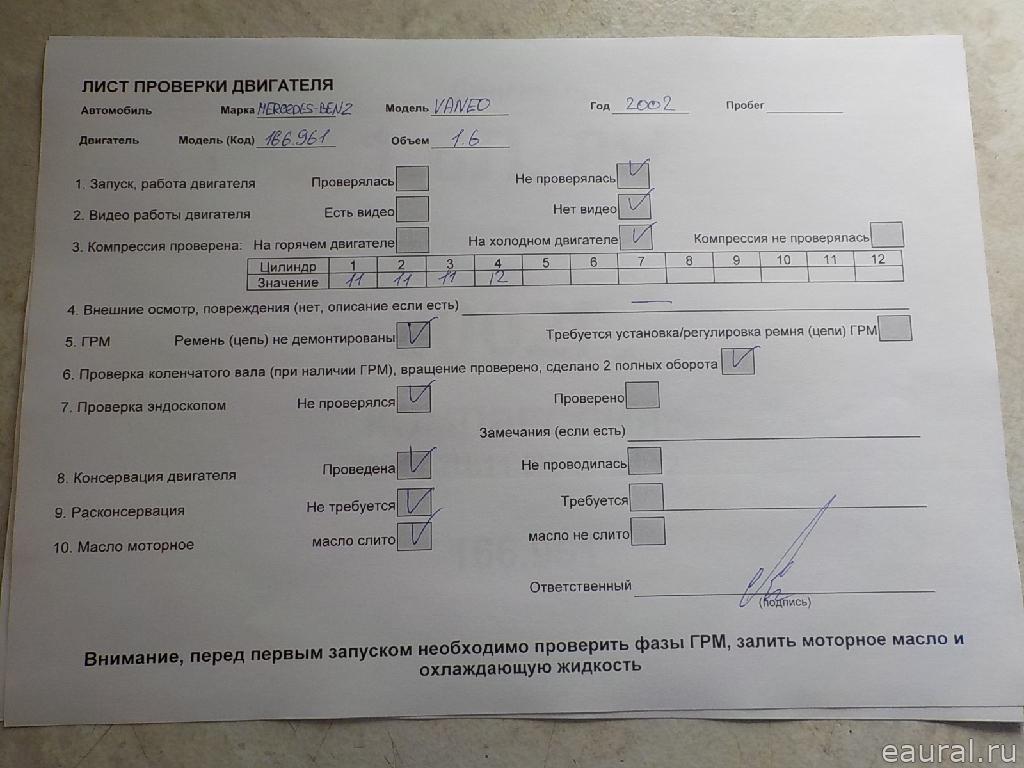 ЛИСТ ПРОВЕРКИ ДВИГАТЕЛЯ
Автомобиль Марка MERCEDES-BENZ Модель VANEO Год 2002 Пробег
Двигатель Модель (Код) 166.961 Объем 1.6
1. Запуск, работа двигателя Проверялась Не проверялась
2. Видео работы двигателя Есть видео Нет видео
3. Компрессия проверена: На горячем двигателе На холодном двигателе Компрессия не проверялась
Цилиндр 1 2 3 4 5 6 7 8 9 10 11 12
Значение 11 11 11 12
4. Внешние осмотр, повреждения (нет, описание если есть) —
5. ГРМ Ремень (цепь) не демонтированы Требуется установка/регулировка ремня (цепи) ГРМ
6. Проверка коленчатого вала (при наличии ГРМ), вращение проверено, сделано 2 полных оборота
7. Проверка эндоскопом Не проверялся Проверено
Замечания (если есть)
8. Консервация двигателя Проведена Не проводилась
9. Расконсервация Не требуется Требуется
10. Масло моторное масло слито масло не слито
Ответственный
(подпись)
Внимание, перед первым запуском необходимо проверить фазы ГРМ, залить моторное масло и
охлаждающую жидкость
eaural.ru